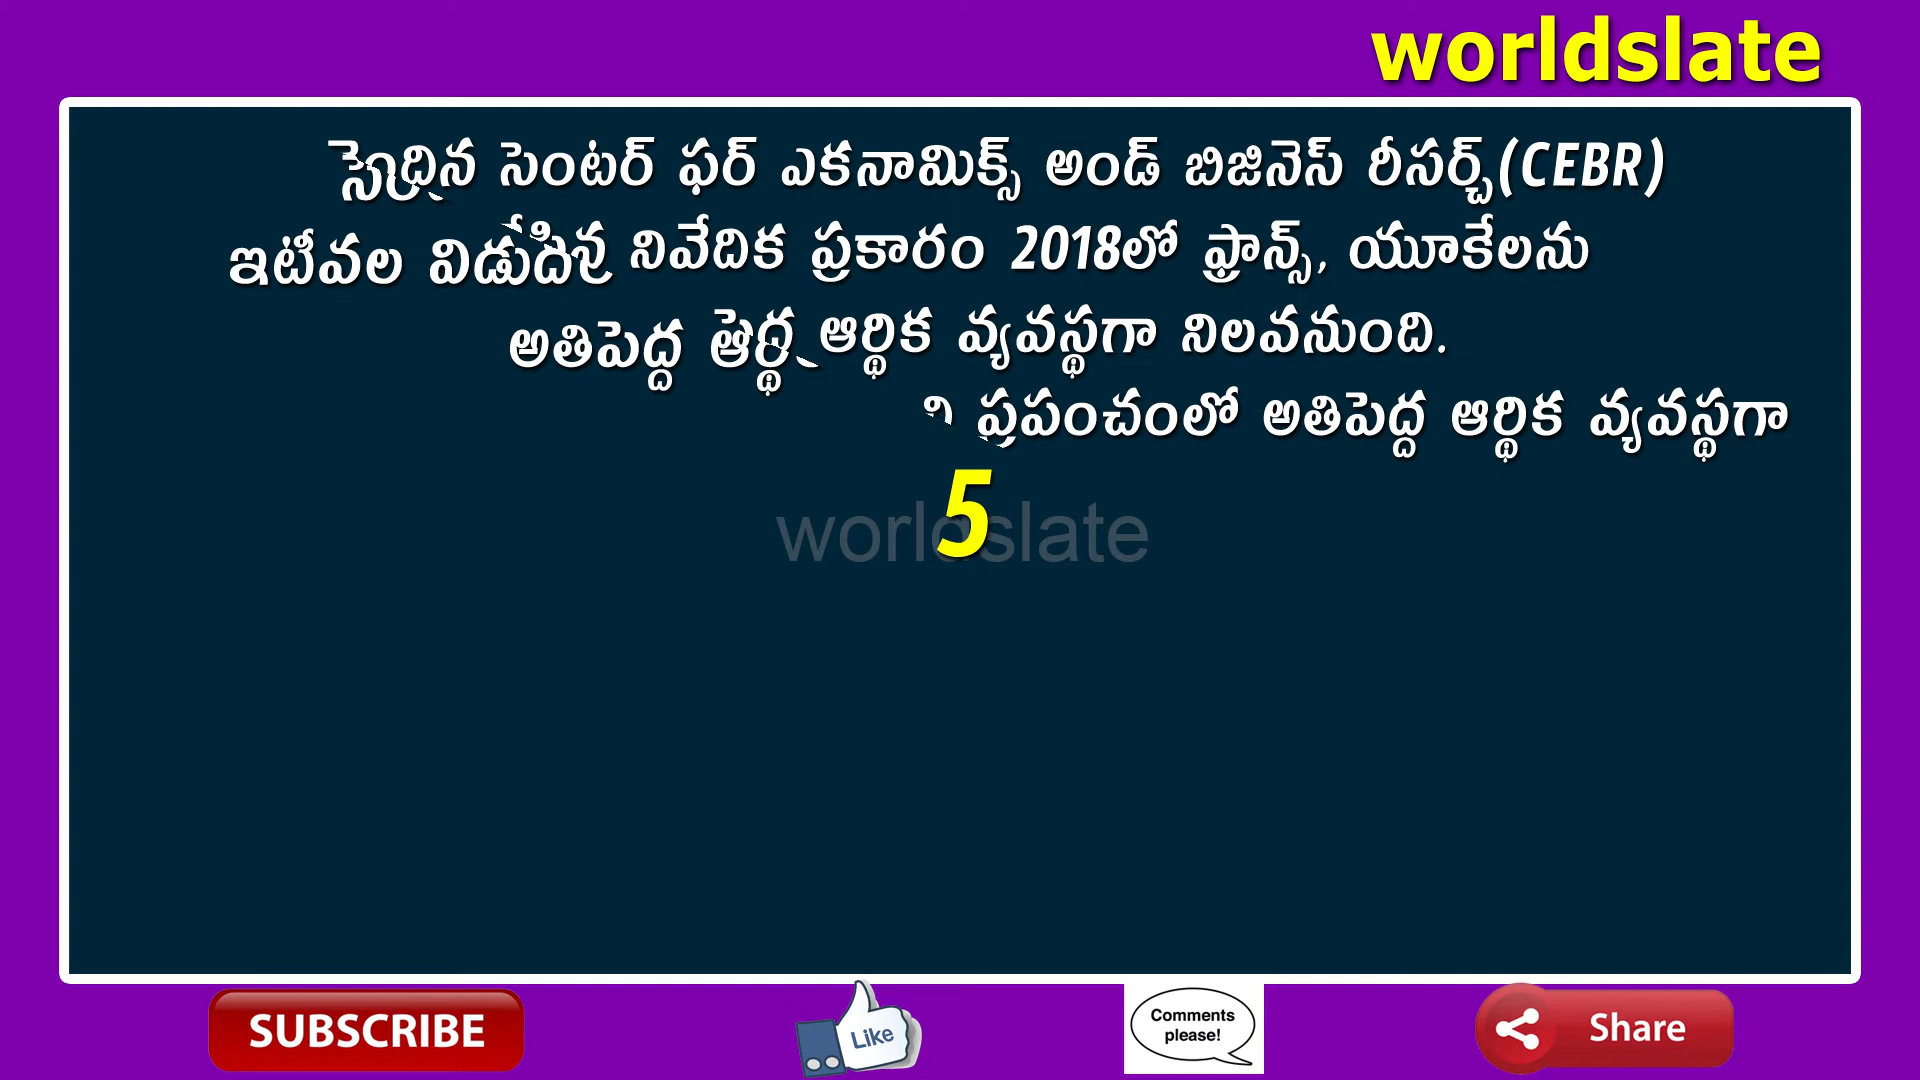 worldslate
సెంటర్ ఫర్ ఎకనామిక్స్ అండ్ బిజినెస్ రీసర్చ్(CEBR)
ఇటీవల నివేదిక ప్రకారం 2018లో ఫ్రాన్స్, యూకేలను
అతిపెద్ద ఆర్థిక వ్యవస్థగా నిలవనుంది.
ప్రపంచంలో అతిపెద్ద ఆర్థిక వ్యవస్థగా
5
worldslate
SUBSCRIBE
Like
Comments
please!
Share